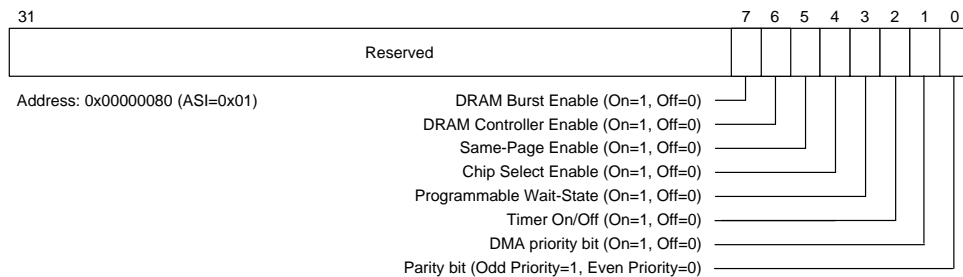 31 7 6 5 4 3 2 1 0
Reserved
Address: 0x00000080 (ASI=0x01)
DRAM Burst Enable (On=1, Off=0)
DRAM Controller Enable (On=1, Off=0)
Same-Page Enable (On=1, Off=0)
Chip Select Enable (On=1, Off=0)
Programmable Wait-State (On=1, Off=0)
Timer On/Off (On=1, Off=0)
DMA priority bit (On=1, Off=0)
Parity bit (Odd Priority=1, Even Priority=0)